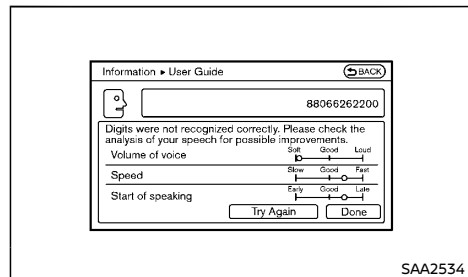 Information ▸ User Guide
BACK
88066262200
Digits were not recognized correctly. Please check the
analysis of your speech for possible improvements.
Volume of voice
Soft Good Loud
Speed
Slow Good Fast
Start of speaking
Early Good Late
Try Again Done
SAA2534